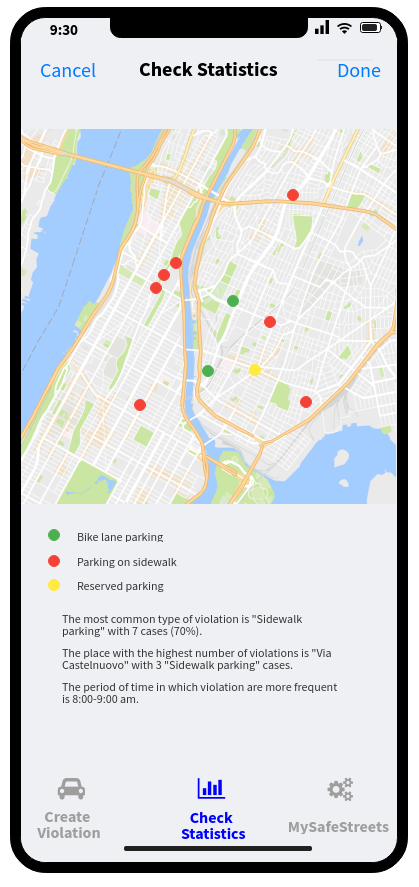 9:30
Cancel Check Statistics Done
Bike lane parking
Parking on sidewalk
Reserved parking
The most common type of violation is "Sidewalk
parking" with 7 cases (70%).
The place with the highest number of violations is "Via
Castelnuovo" with 3 "Sidewalk parking" cases.
The period of time in which violation are more frequent
is 8:00-9:00 am.
Create
Violation
Check
Statistics
MySafeStreets